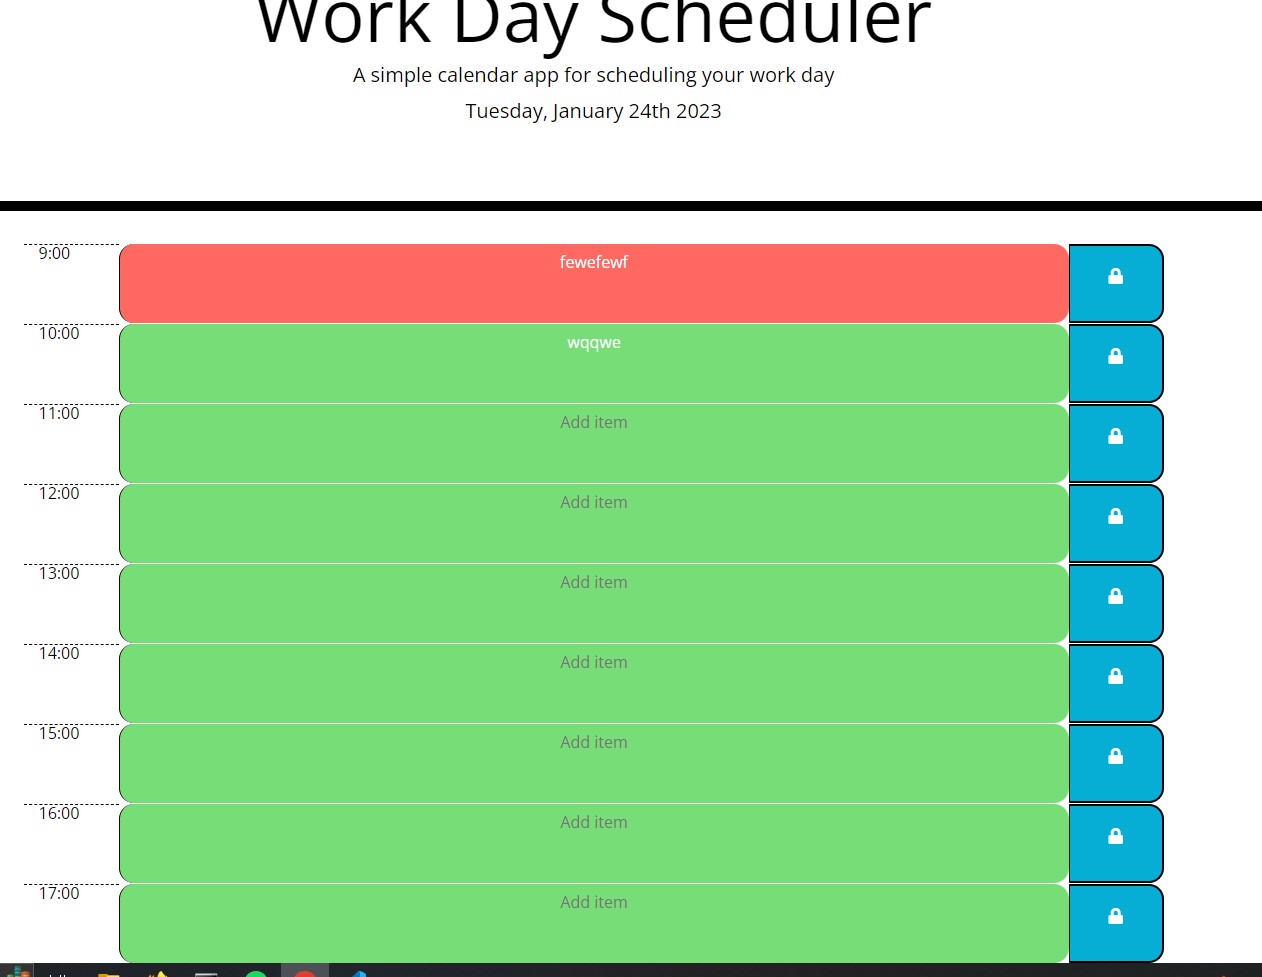 Work Day Scheduler
A simple calendar app for scheduling your work day
Tuesday, January 24th 2023
9:00
fewefewf
10:00
wqqwe
11:00
Add item
12:00
Add item
13:00
Add item
14:00
Add item
15:00
Add item
16:00
Add item
17:00
Add item